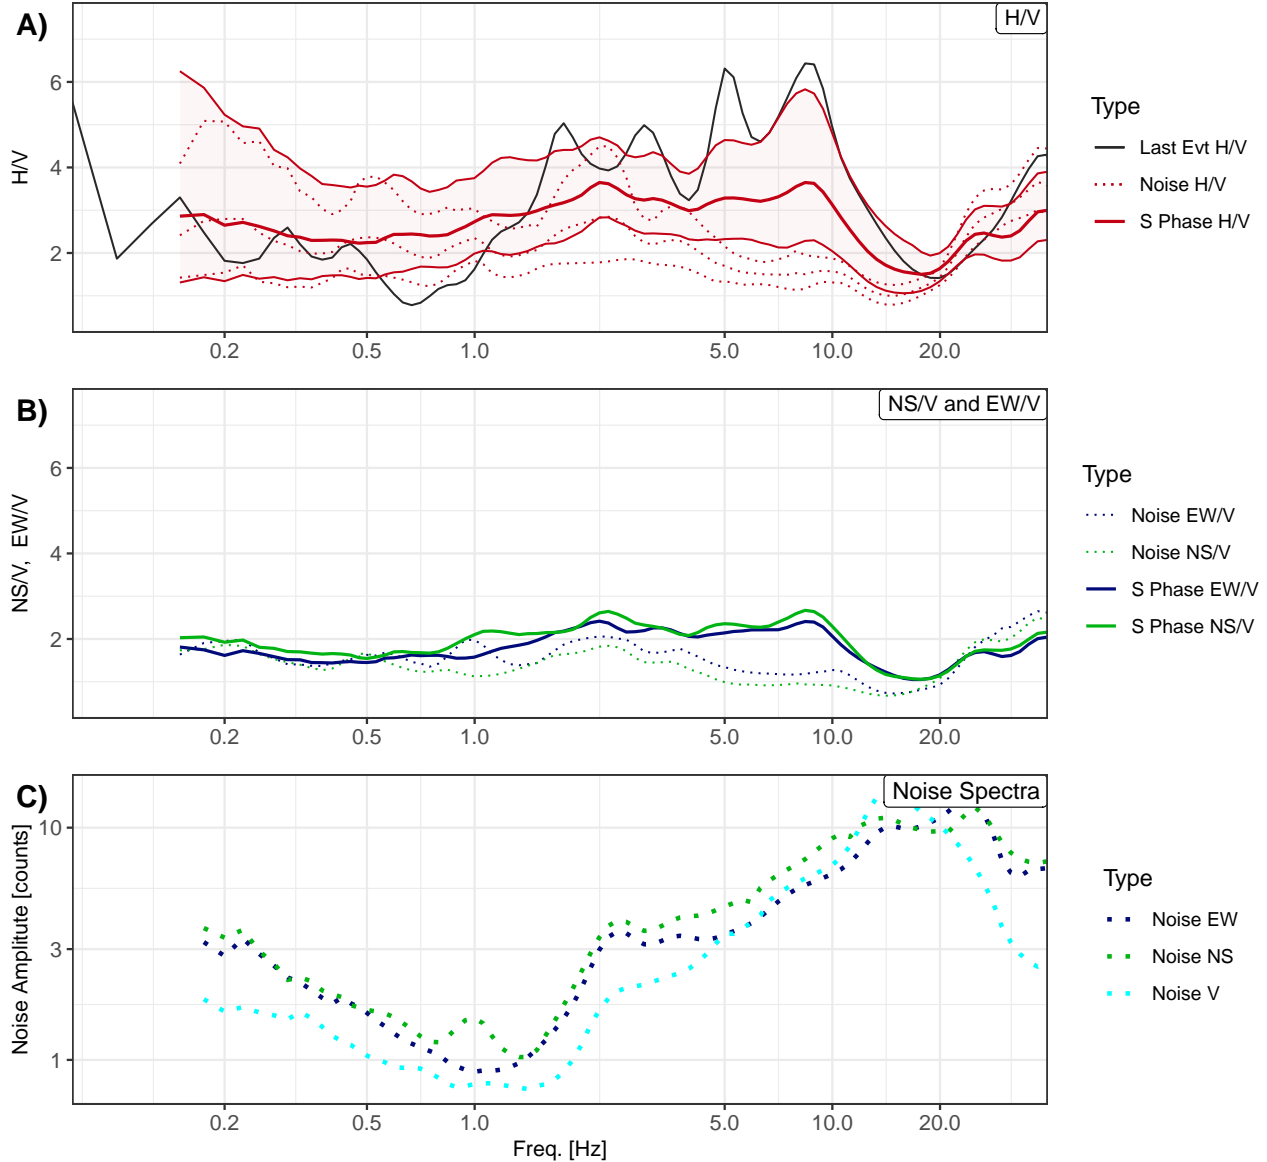 A)
H/V
6
4
2
H/V
0.2
0.5
1.0
5.0
10.0
20.0
Type
Last Evt H/V
Noise H/V
S Phase H/V
B)
NS/V and EW/V
6
4
2
NS/V, EW/V
0.2
0.5
1.0
5.0
10.0
20.0
Type
Noise EW/V
Noise NS/V
S Phase EW/V
S Phase NS/V
C)
Noise Spectra
10
3
1
Noise Amplitude [counts]
0.2
0.5
1.0
5.0
10.0
20.0
Freq. [Hz]
Type
Noise EW
Noise NS
Noise V